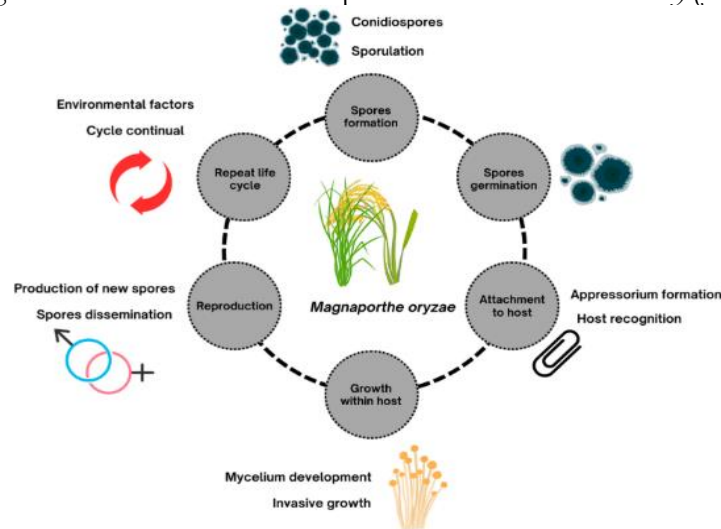 Conidiospores
Sporulation
Spores
formation
Environmental factors
Cycle continual
Repeat life
cycle
Spores
germination
Production of new spores
Spores dissemination
Reproduction
Magnaporthe oryzae
Attachment
to host
Appressorium formation
Host recognition
Growth
within host
Mycelium development
Invasive growth